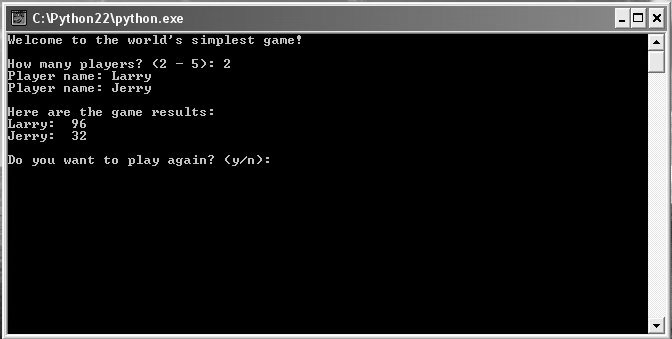 C:\Python22\python.exe
Welcome to the world's simplest game!
How many players? (2 - 5): 2
Player name: Larry
Player name: Jerry
Here are the game results:
Larry:  96
Jerry:  32
Do you want to play again? (y/n):